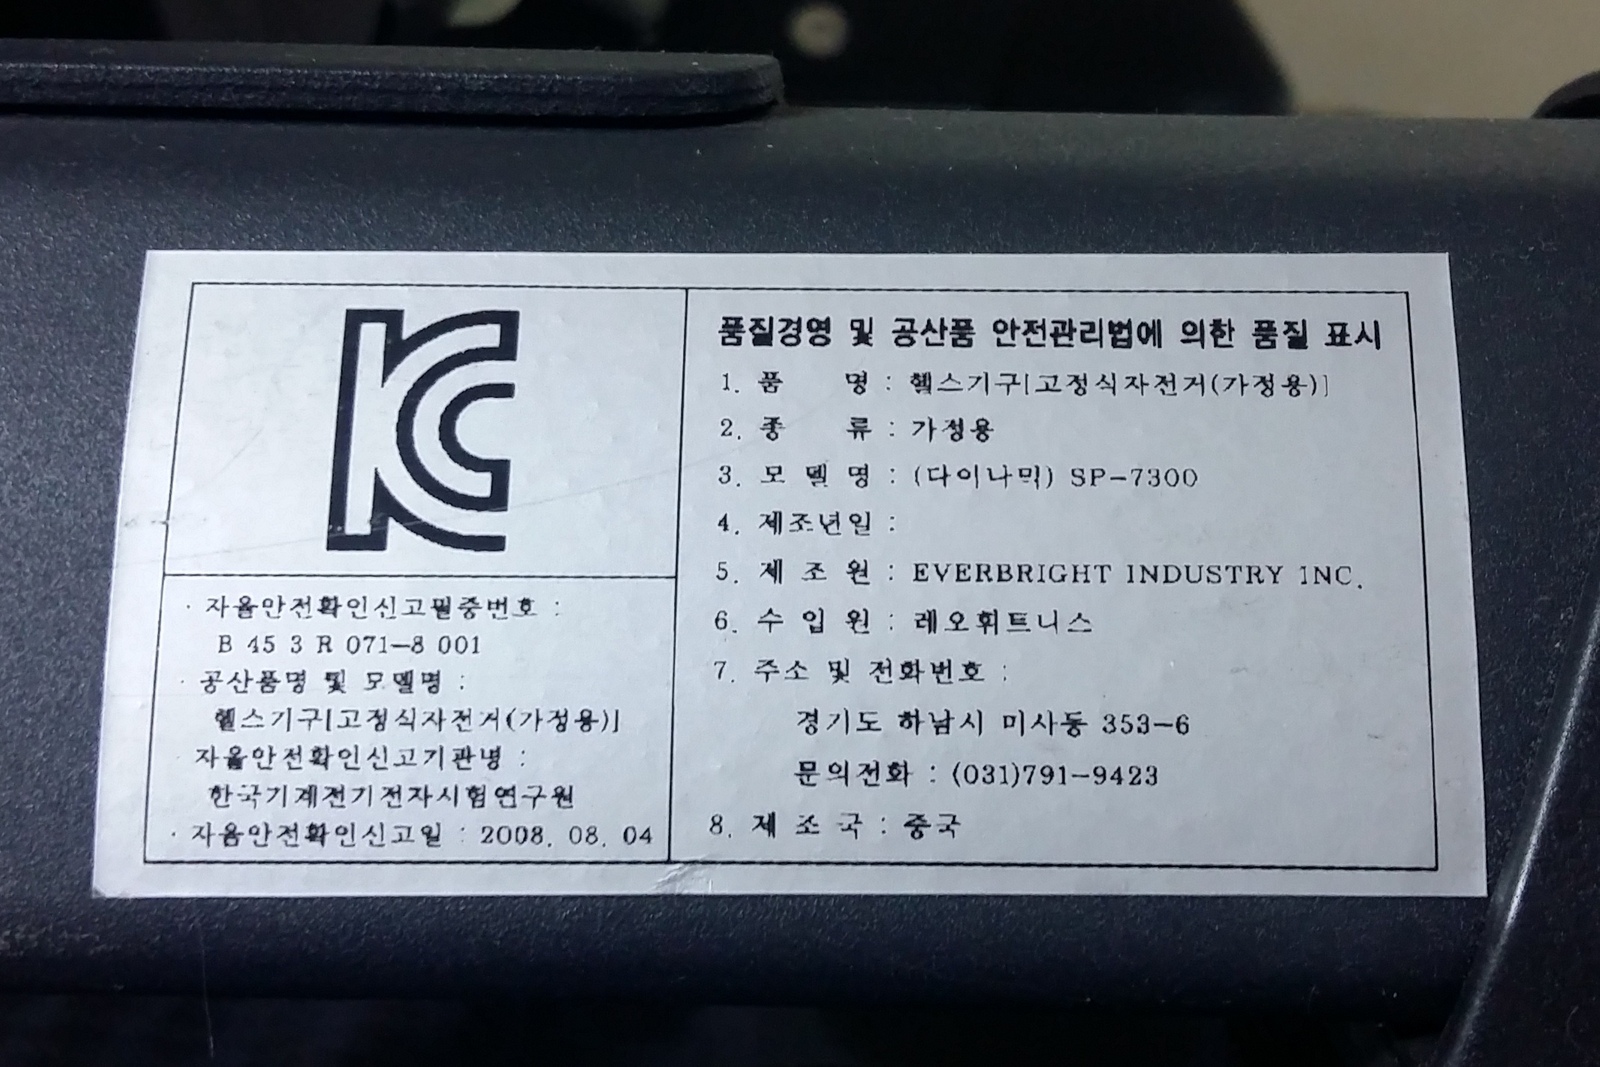 KC
· 자율안전확인신고필증번호 :
B 45 3 R 071-8 001
· 공산품명 및 모델명 :
헬스기구[고정식자전거(가정용)]
자율안전확인신고기관명 :
한국기계전기전자시험연구원
· 자율안전확인신고일 : 2008. 08. 04
품질경영 및 공산품 안전관리법에 의한 품질 표시
1. 품 명 : 헬스기구[고정식자전거(가정용)]
2. 종 류 : 가정용
3. 모 델 명 : (다이나믹) SP-7300
4. 제조년일 :
5. 제 조 원 : EVERBRIGHT INDUSTRY INC.
6. 수 입 원 : 레오휘트니스
7. 주소 및 전화번호 :
경기도 하남시 미사동 353-6
문의전화 : (031)791-9423
8. 제 조 국 : 중국